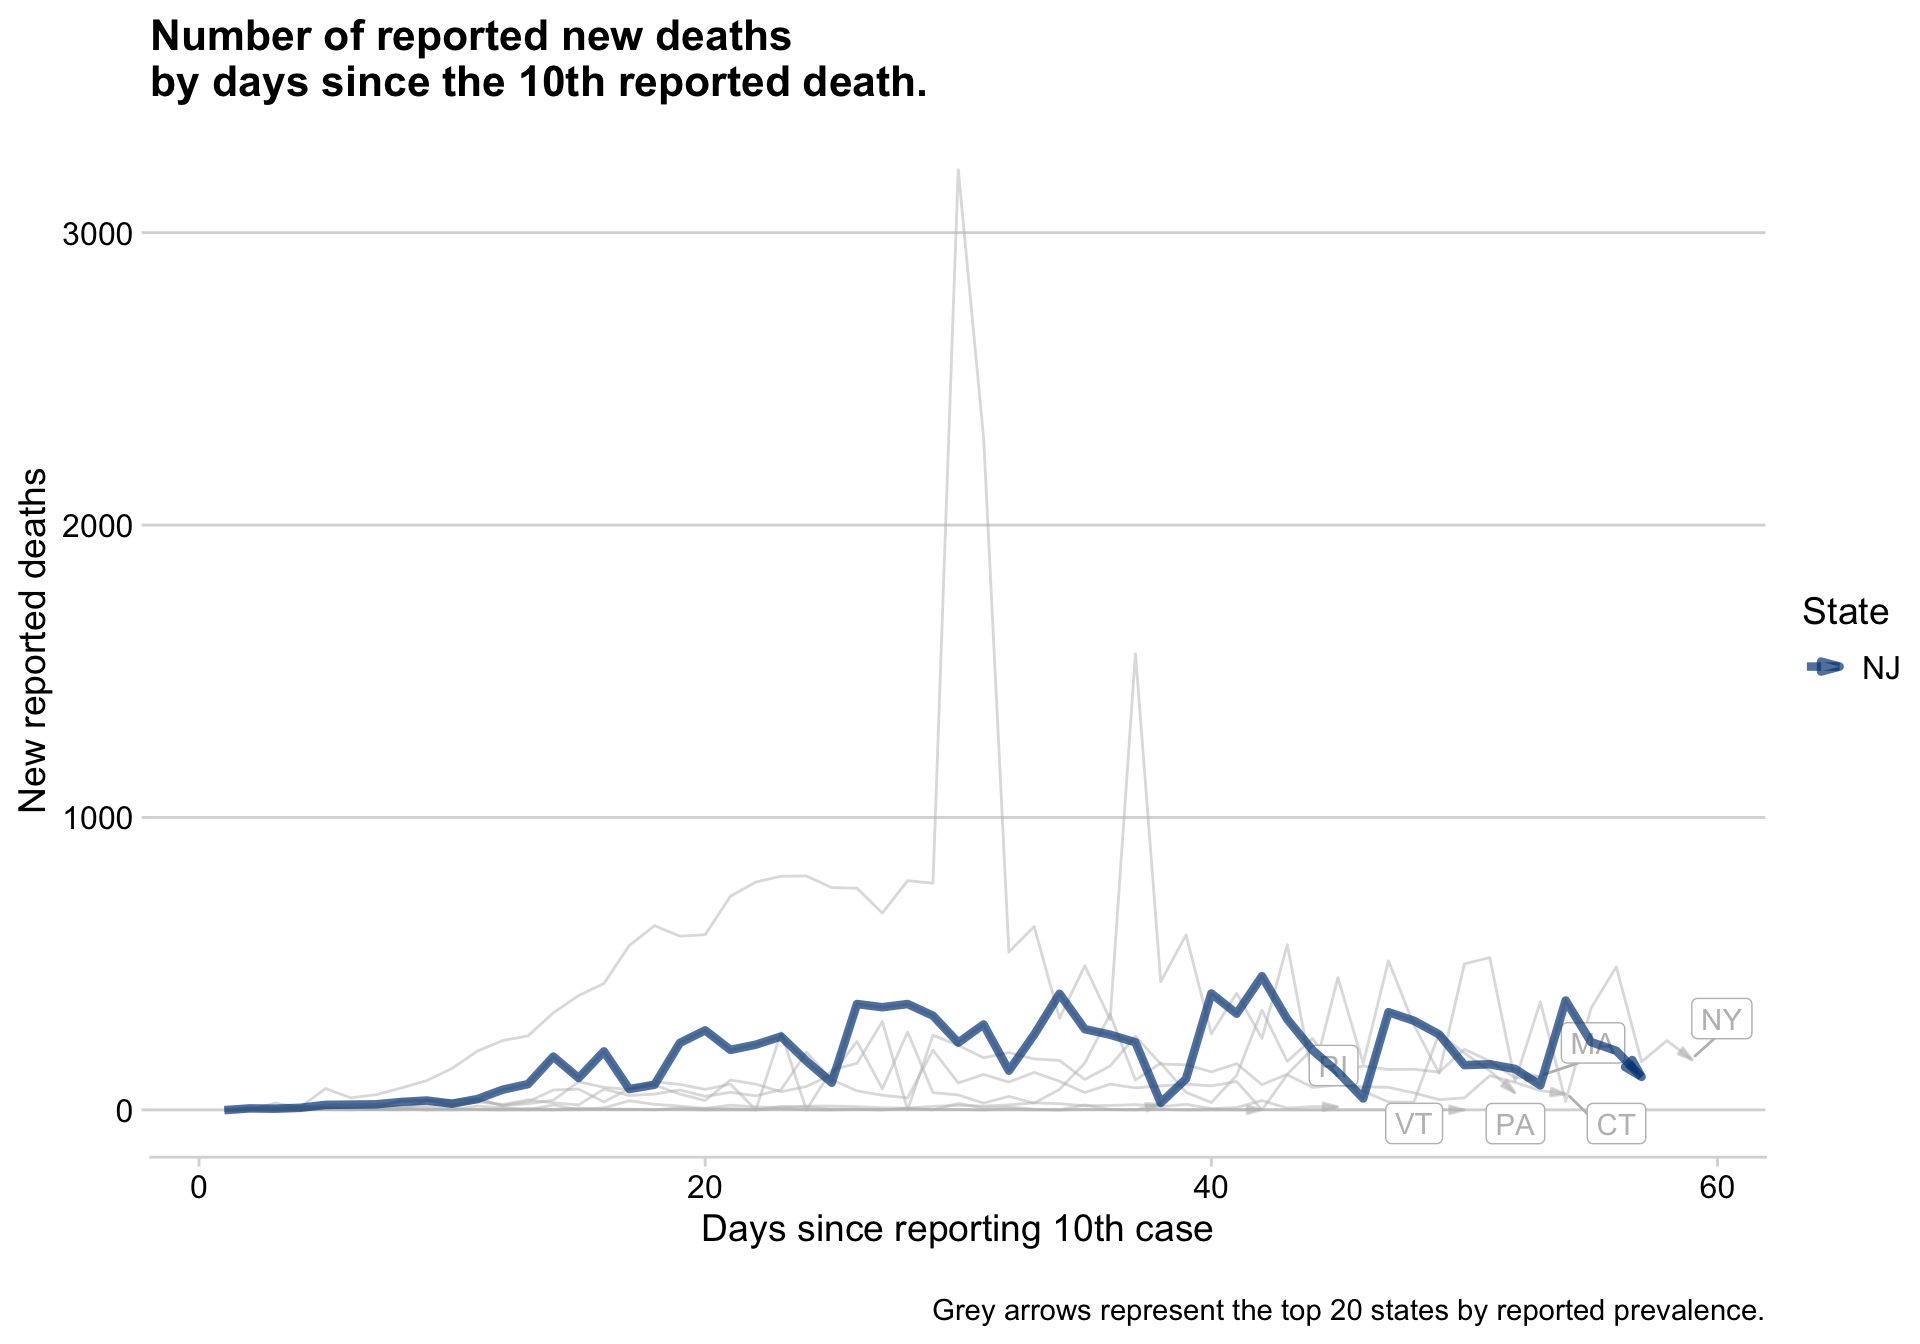 Number of reported new deaths
by days since the 10th reported death.
New reported deaths
3000
2000
1000
0
0
20
40
60
Days since reporting 10th case
RI
MA
NY
VT
PA
CT
State
NJ
Grey arrows represent the top 20 states by reported prevalence.